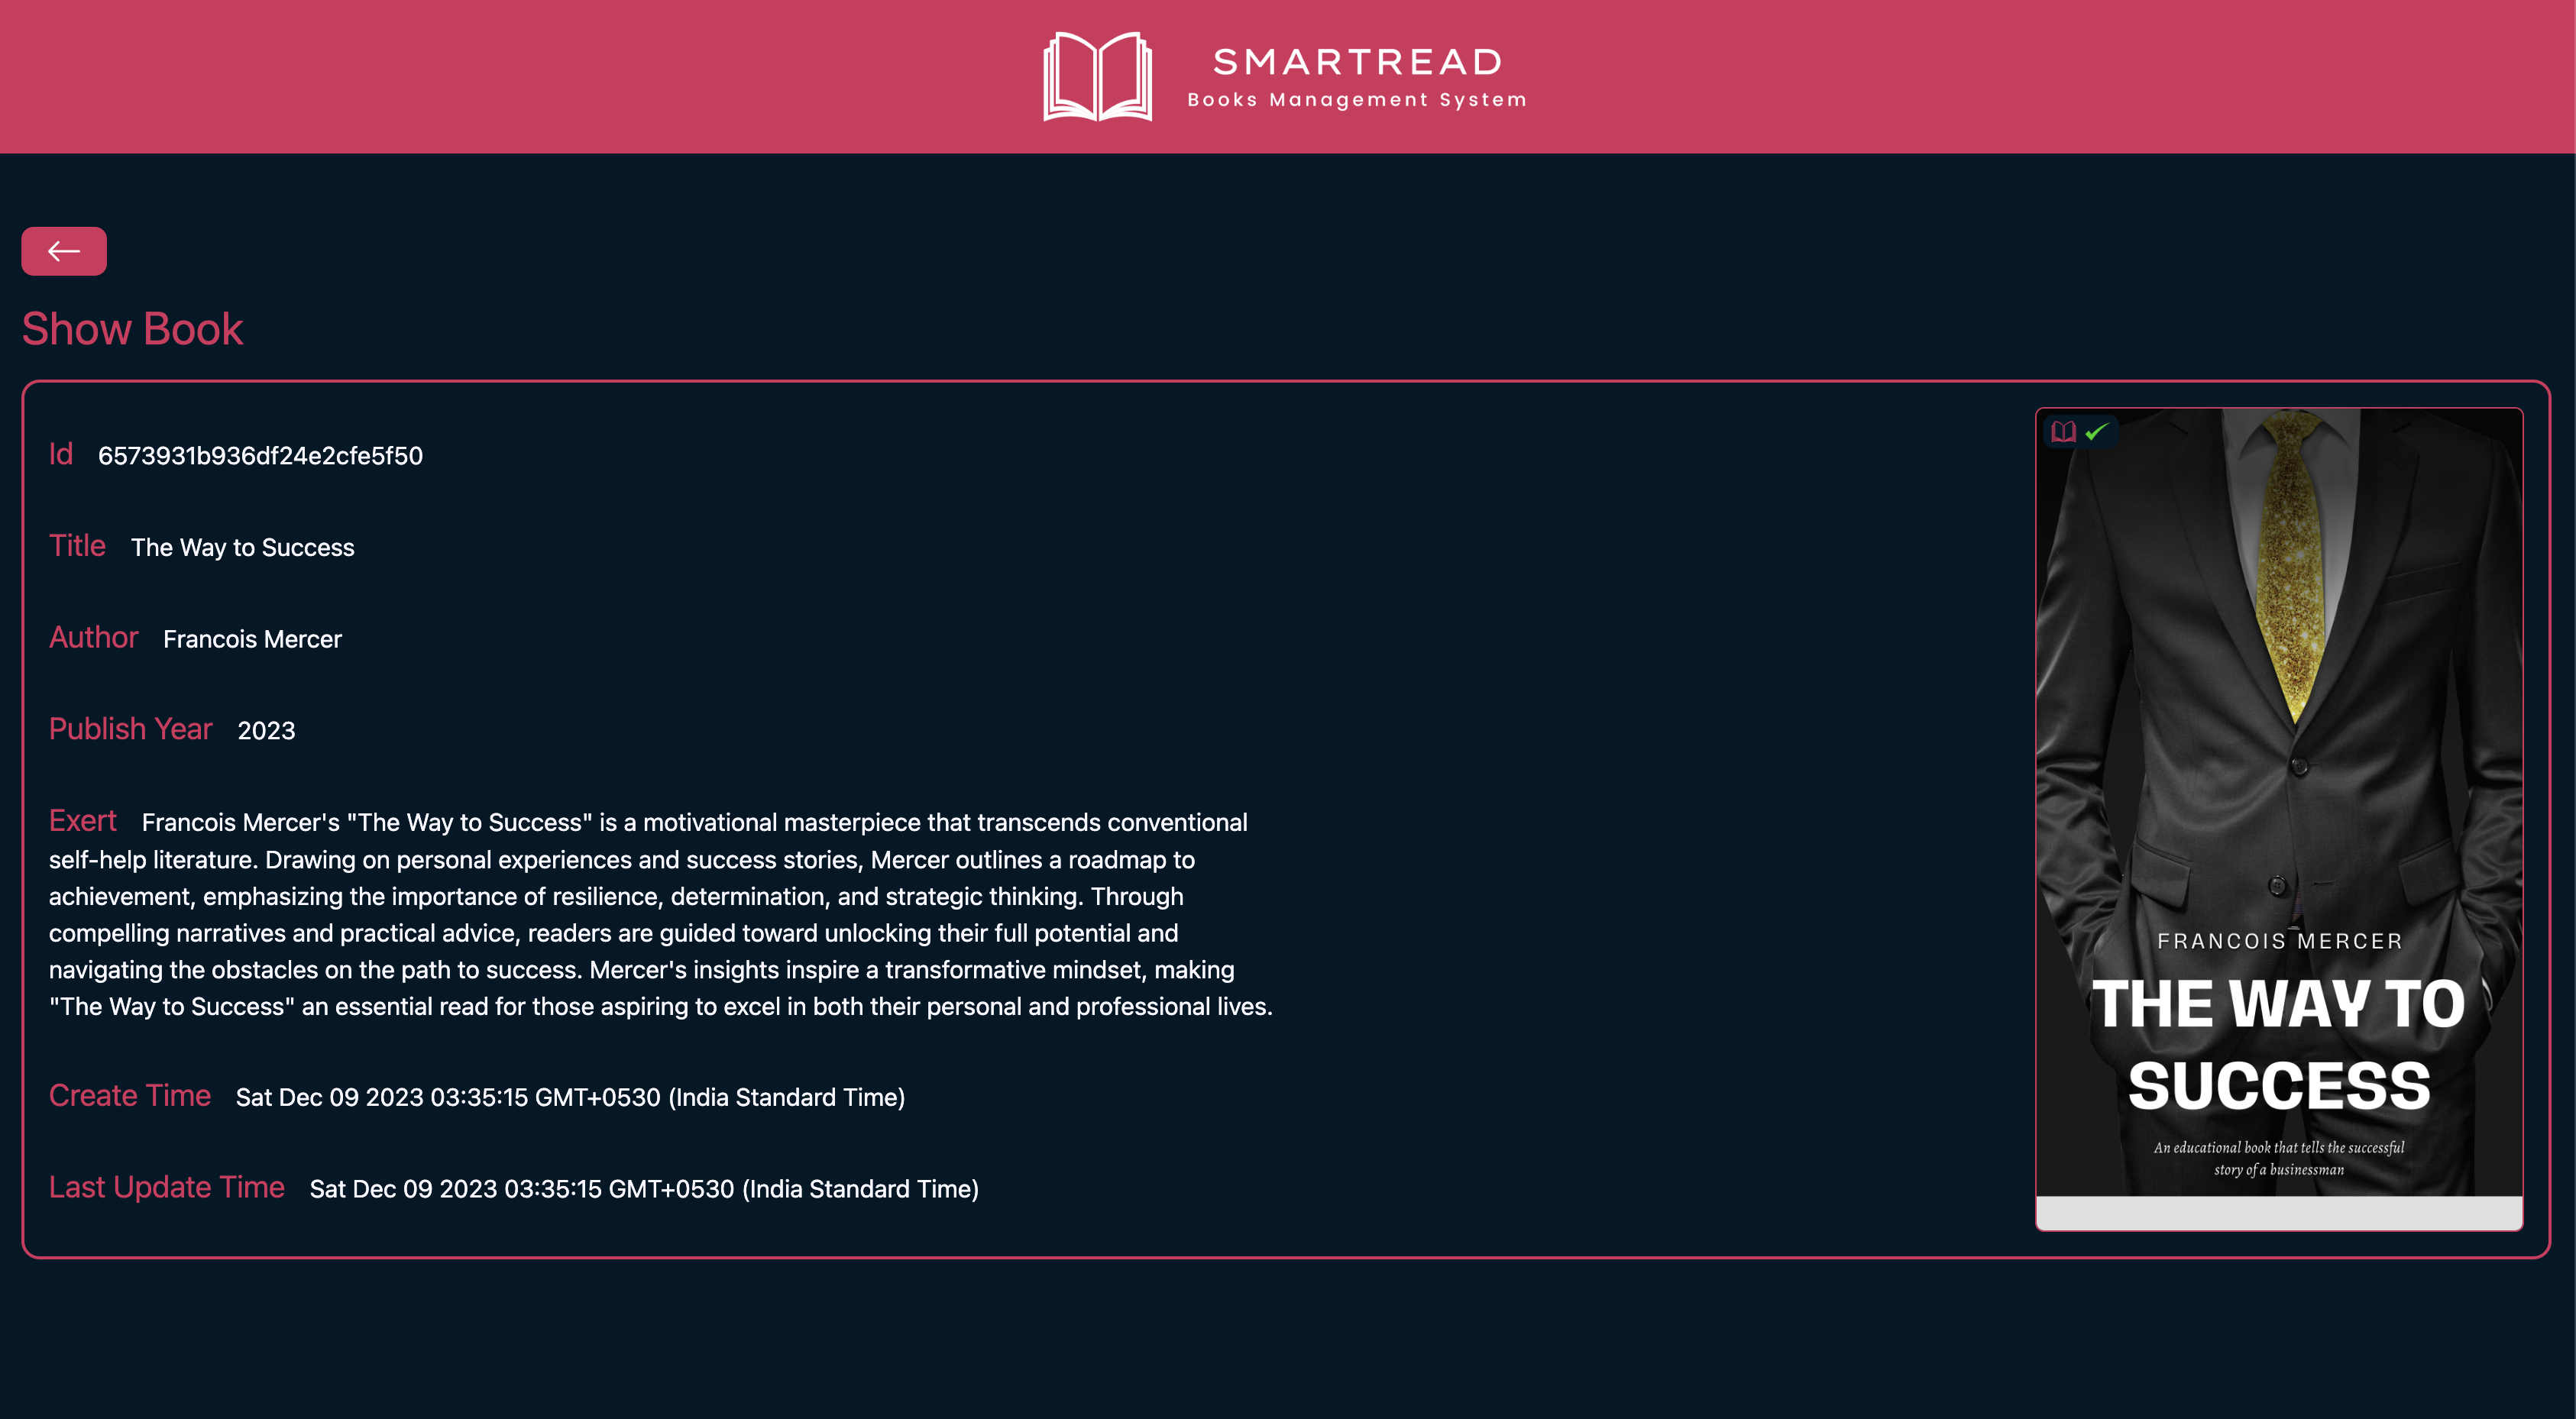 SMARTREAD
Books Management System
Show Book
Id 6573931b936df24e2cfe5f50
Title The Way to Success
Author Francois Mercer
Publish Year 2023
Exert Francois Mercer's "The Way to Success" is a motivational masterpiece that transcends conventional
self-help literature. Drawing on personal experiences and success stories, Mercer outlines a roadmap to
achievement, emphasizing the importance of resilience, determination, and strategic thinking. Through
compelling narratives and practical advice, readers are guided toward unlocking their full potential and
navigating the obstacles on the path to success. Mercer's insights inspire a transformative mindset, making
"The Way to Success" an essential read for those aspiring to excel in both their personal and professional lives.
Create Time Sat Dec 09 2023 03:35:15 GMT+0530 (India Standard Time)
Last Update Time Sat Dec 09 2023 03:35:15 GMT+0530 (India Standard Time)
FRANCOIS MERCER
THE WAY TO
SUCCESS
An educational book that tells the successful
story of a businessman